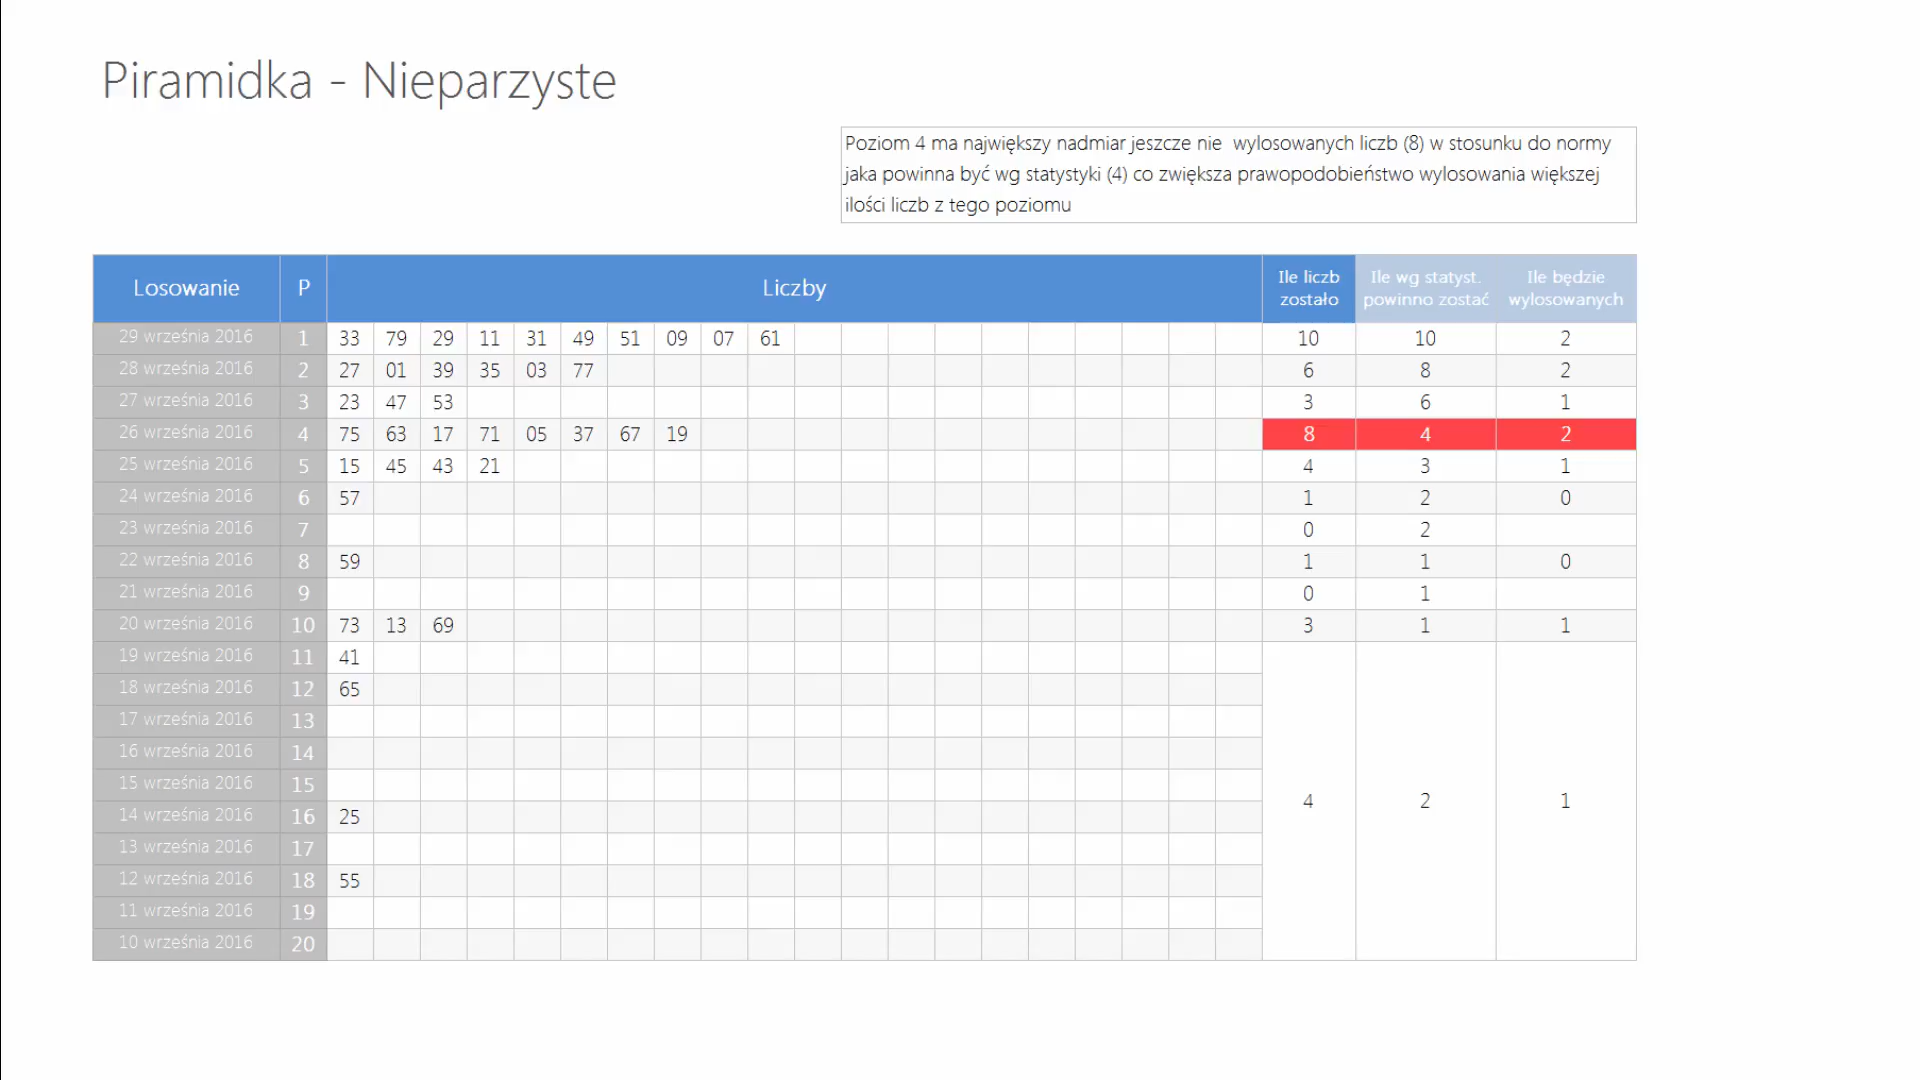 Piramidka - Nieparzyste
Poziom 4 ma największy nadmiar jeszcze nie wylosowanych liczb (8) w stosunku do normy
jaka powinna być wg statystyki (4) co zwiększa prawopodobieństwo wylosowania większej
ilości liczb z tego poziomu
Losowanie P Liczby Ile liczb zostało Ile wg statyst. powinno zostać Ile będzie wylosowanych
29 września 2016 1 33 79 29 11 31 49 51 09 07 61 10 10 2
28 września 2016 2 27 01 39 35 03 77 6 8 2
27 września 2016 3 23 47 53 3 6 1
26 września 2016 4 75 63 17 71 05 37 67 19 8 4 2
25 września 2016 5 15 45 43 21 4 3 1
24 września 2016 6 57 1 2 0
23 września 2016 7 0 2
22 września 2016 8 59 1 1 0
21 września 2016 9 0 1
20 września 2016 10 73 13 69 3 1 1
19 września 2016 11 41
18 września 2016 12 65
17 września 2016 13
16 września 2016 14
15 września 2016 15
4 2 1
14 września 2016 16 25
13 września 2016 17
12 września 2016 18 55
11 września 2016 19
10 września 2016 20